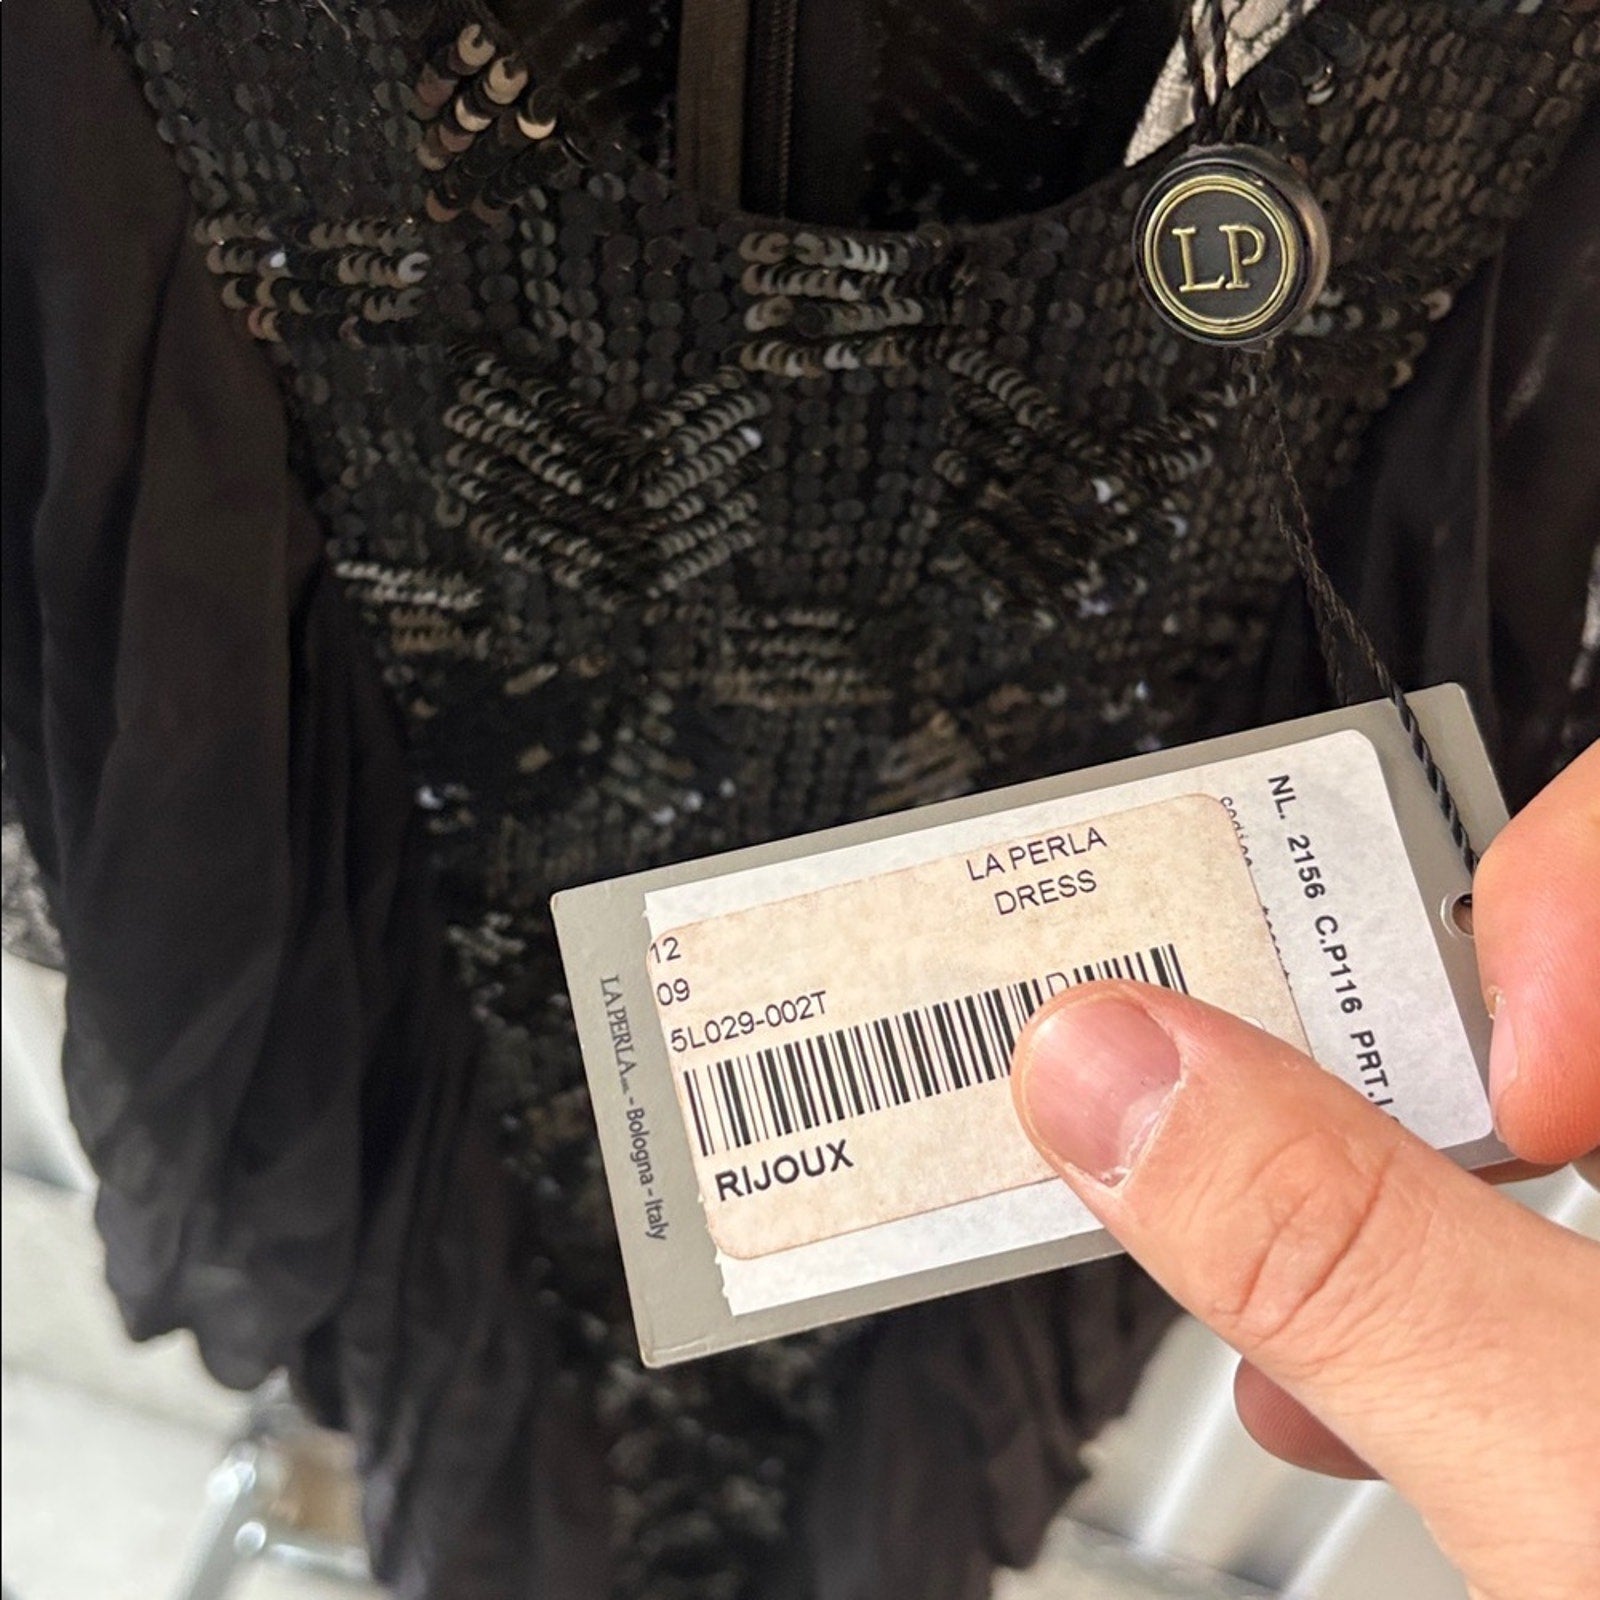 LP
LA PERLA
DRESS
12
09
5L029-002T
D
RIJOUX
LA PERLA - Bologna - Italy
NL. 2156 C.P116 PRT.